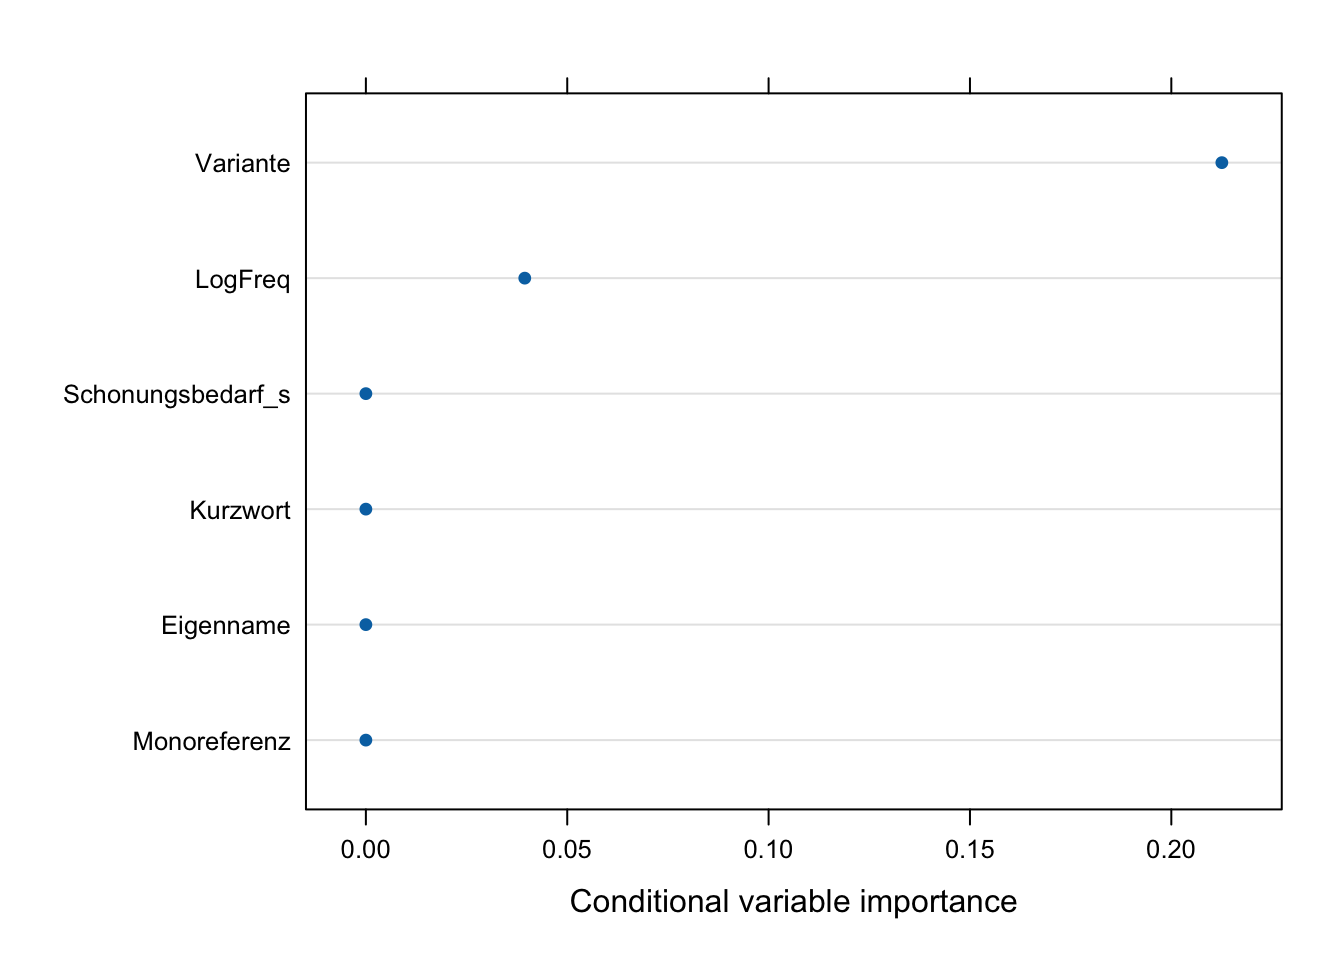 Variante
LogFreq
Schonungsbedarf_s
Kurzwort
Eigenname
Monoreferenz
0.00 0.05 0.10 0.15 0.20
Conditional variable importance